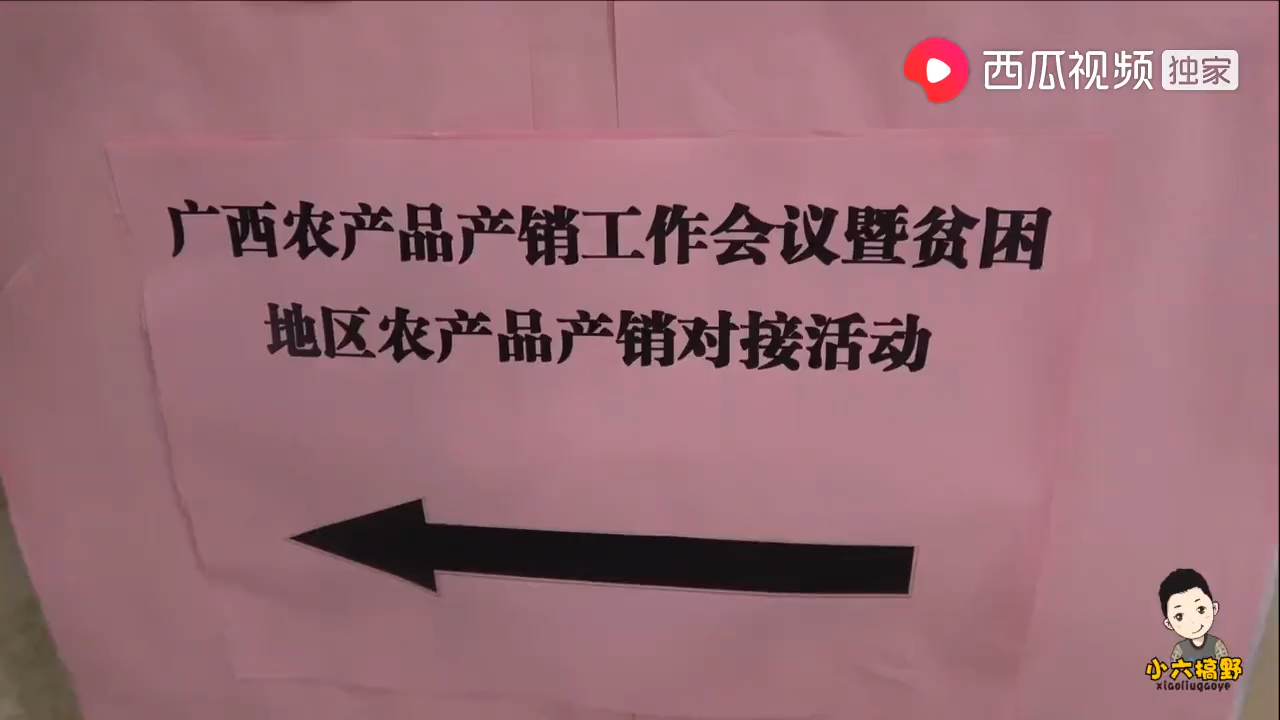 西瓜视频 独家
广西农产品产销工作会议暨贫困
地区农产品产销对接活动
小六槁野
xiaoliugaoye